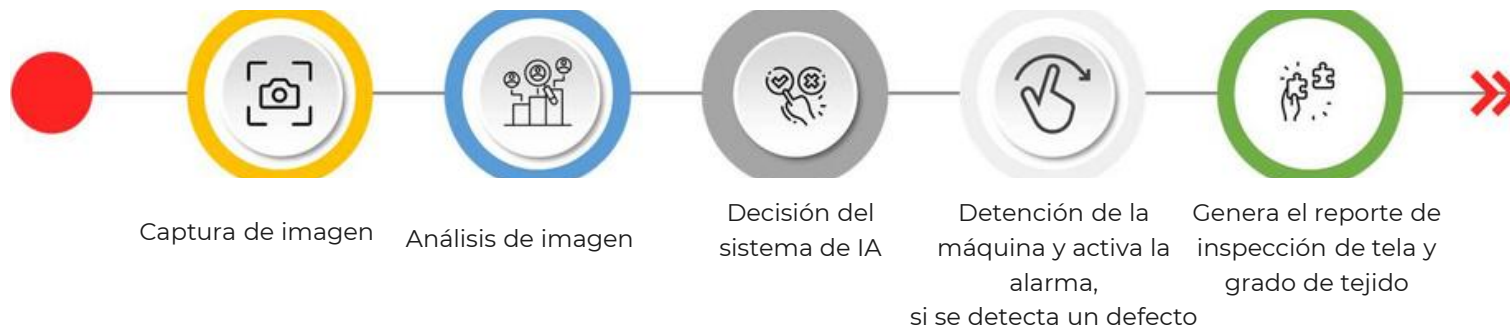 Captura de imagen
Análisis de imagen
Decisión del
sistema de IA
Detención de la
máquina y activa la
alarma,
si se detecta un defecto
Genera el reporte de
inspección de tela y
grado de tejido